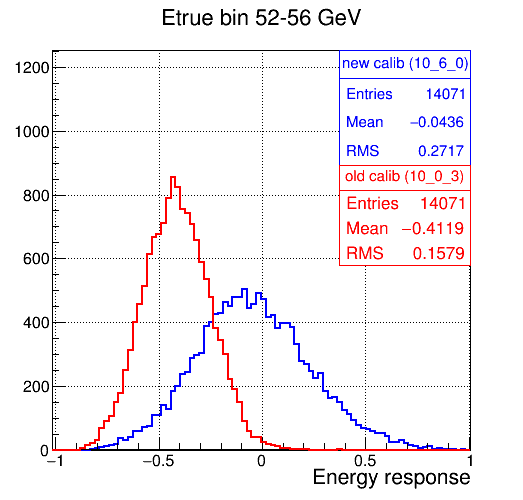 Etrue bin 52-56 GeV
new calib (10_6_0)
Entries 14071
Mean −0.0436
RMS 0.2717
old calib (10_0_3)
Entries 14071
Mean −0.4119
RMS 0.1579
1200
1000
800
600
400
200
0
−1 −0.5 0 0.5 1
Energy response